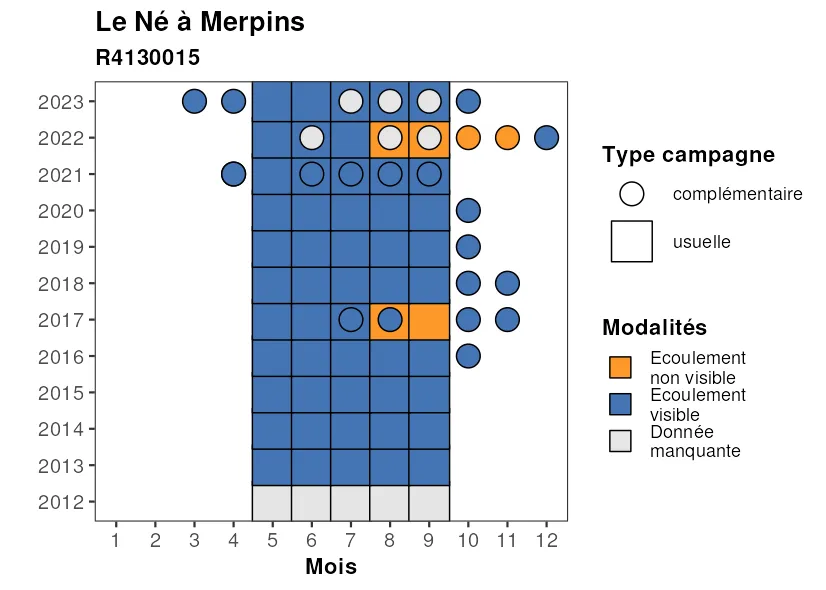 Le Né à Merpins
R4130015
2023
2022
2021
2020
2019
2018
2017
2016
2015
2014
2013
2012
1 2 3 4 5 6 7 8 9 10 11 12
Mois
Type campagne
complémentaire
usuelle
Modalités
Ecoulement
non visible
Ecoulement
visible
Donnée
manquante